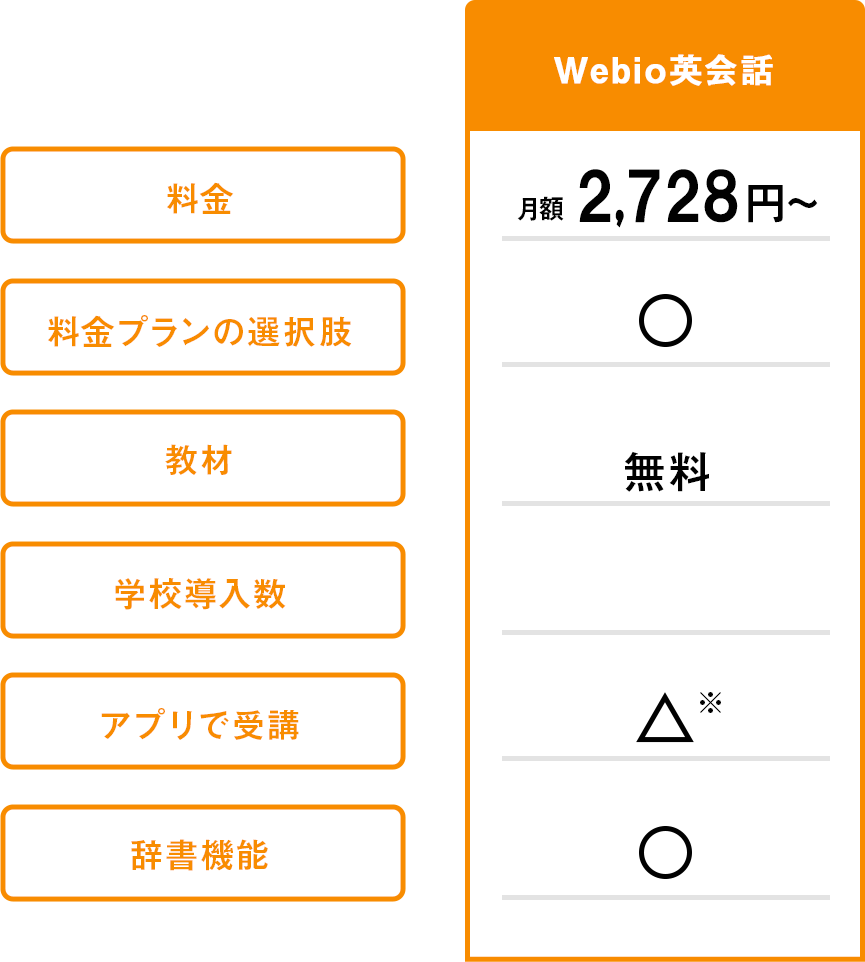 Webio英会話
料金
月額 2,728円～
料金プランの選択肢
○
教材
無料
学校導入数
アプリで受講
△※
辞書機能
○